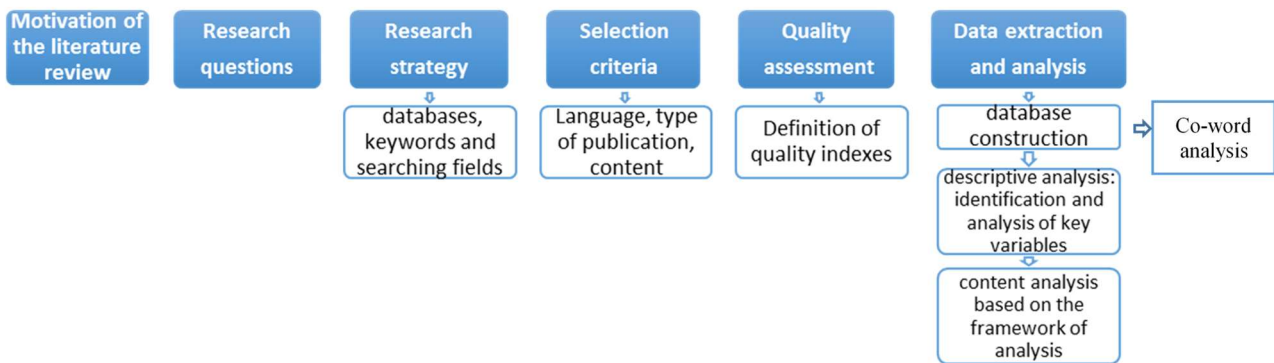 Motivation of
the literature
review
Research
questions
Research
strategy
databases,
keywords and
searching fields
Selection
criteria
Language, type
of publication,
content
Quality
assessment
Definition of
quality indexes
Data extraction
and analysis
database
construction
Co-word
analysis
descriptive analysis:
identification and
analysis of key
variables
content analysis
based on the
framework of
analysis